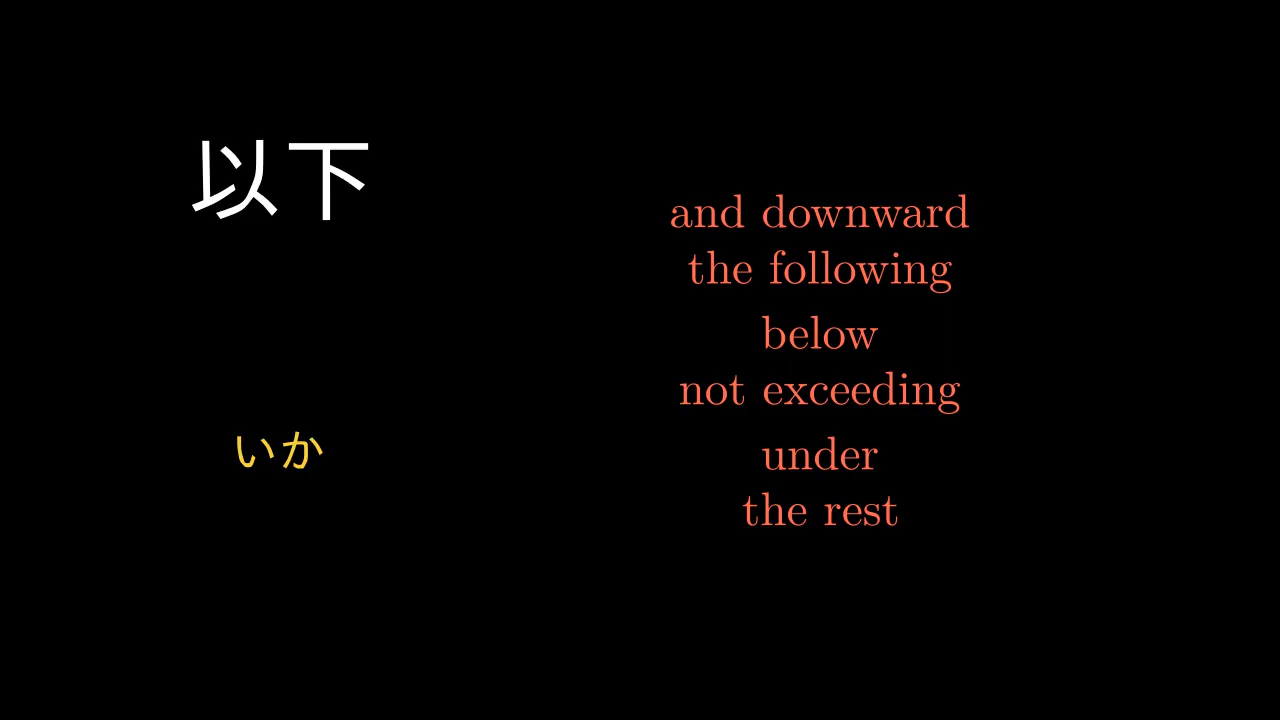 以下
いか
and downward
the following
below
not exceeding
under
the rest